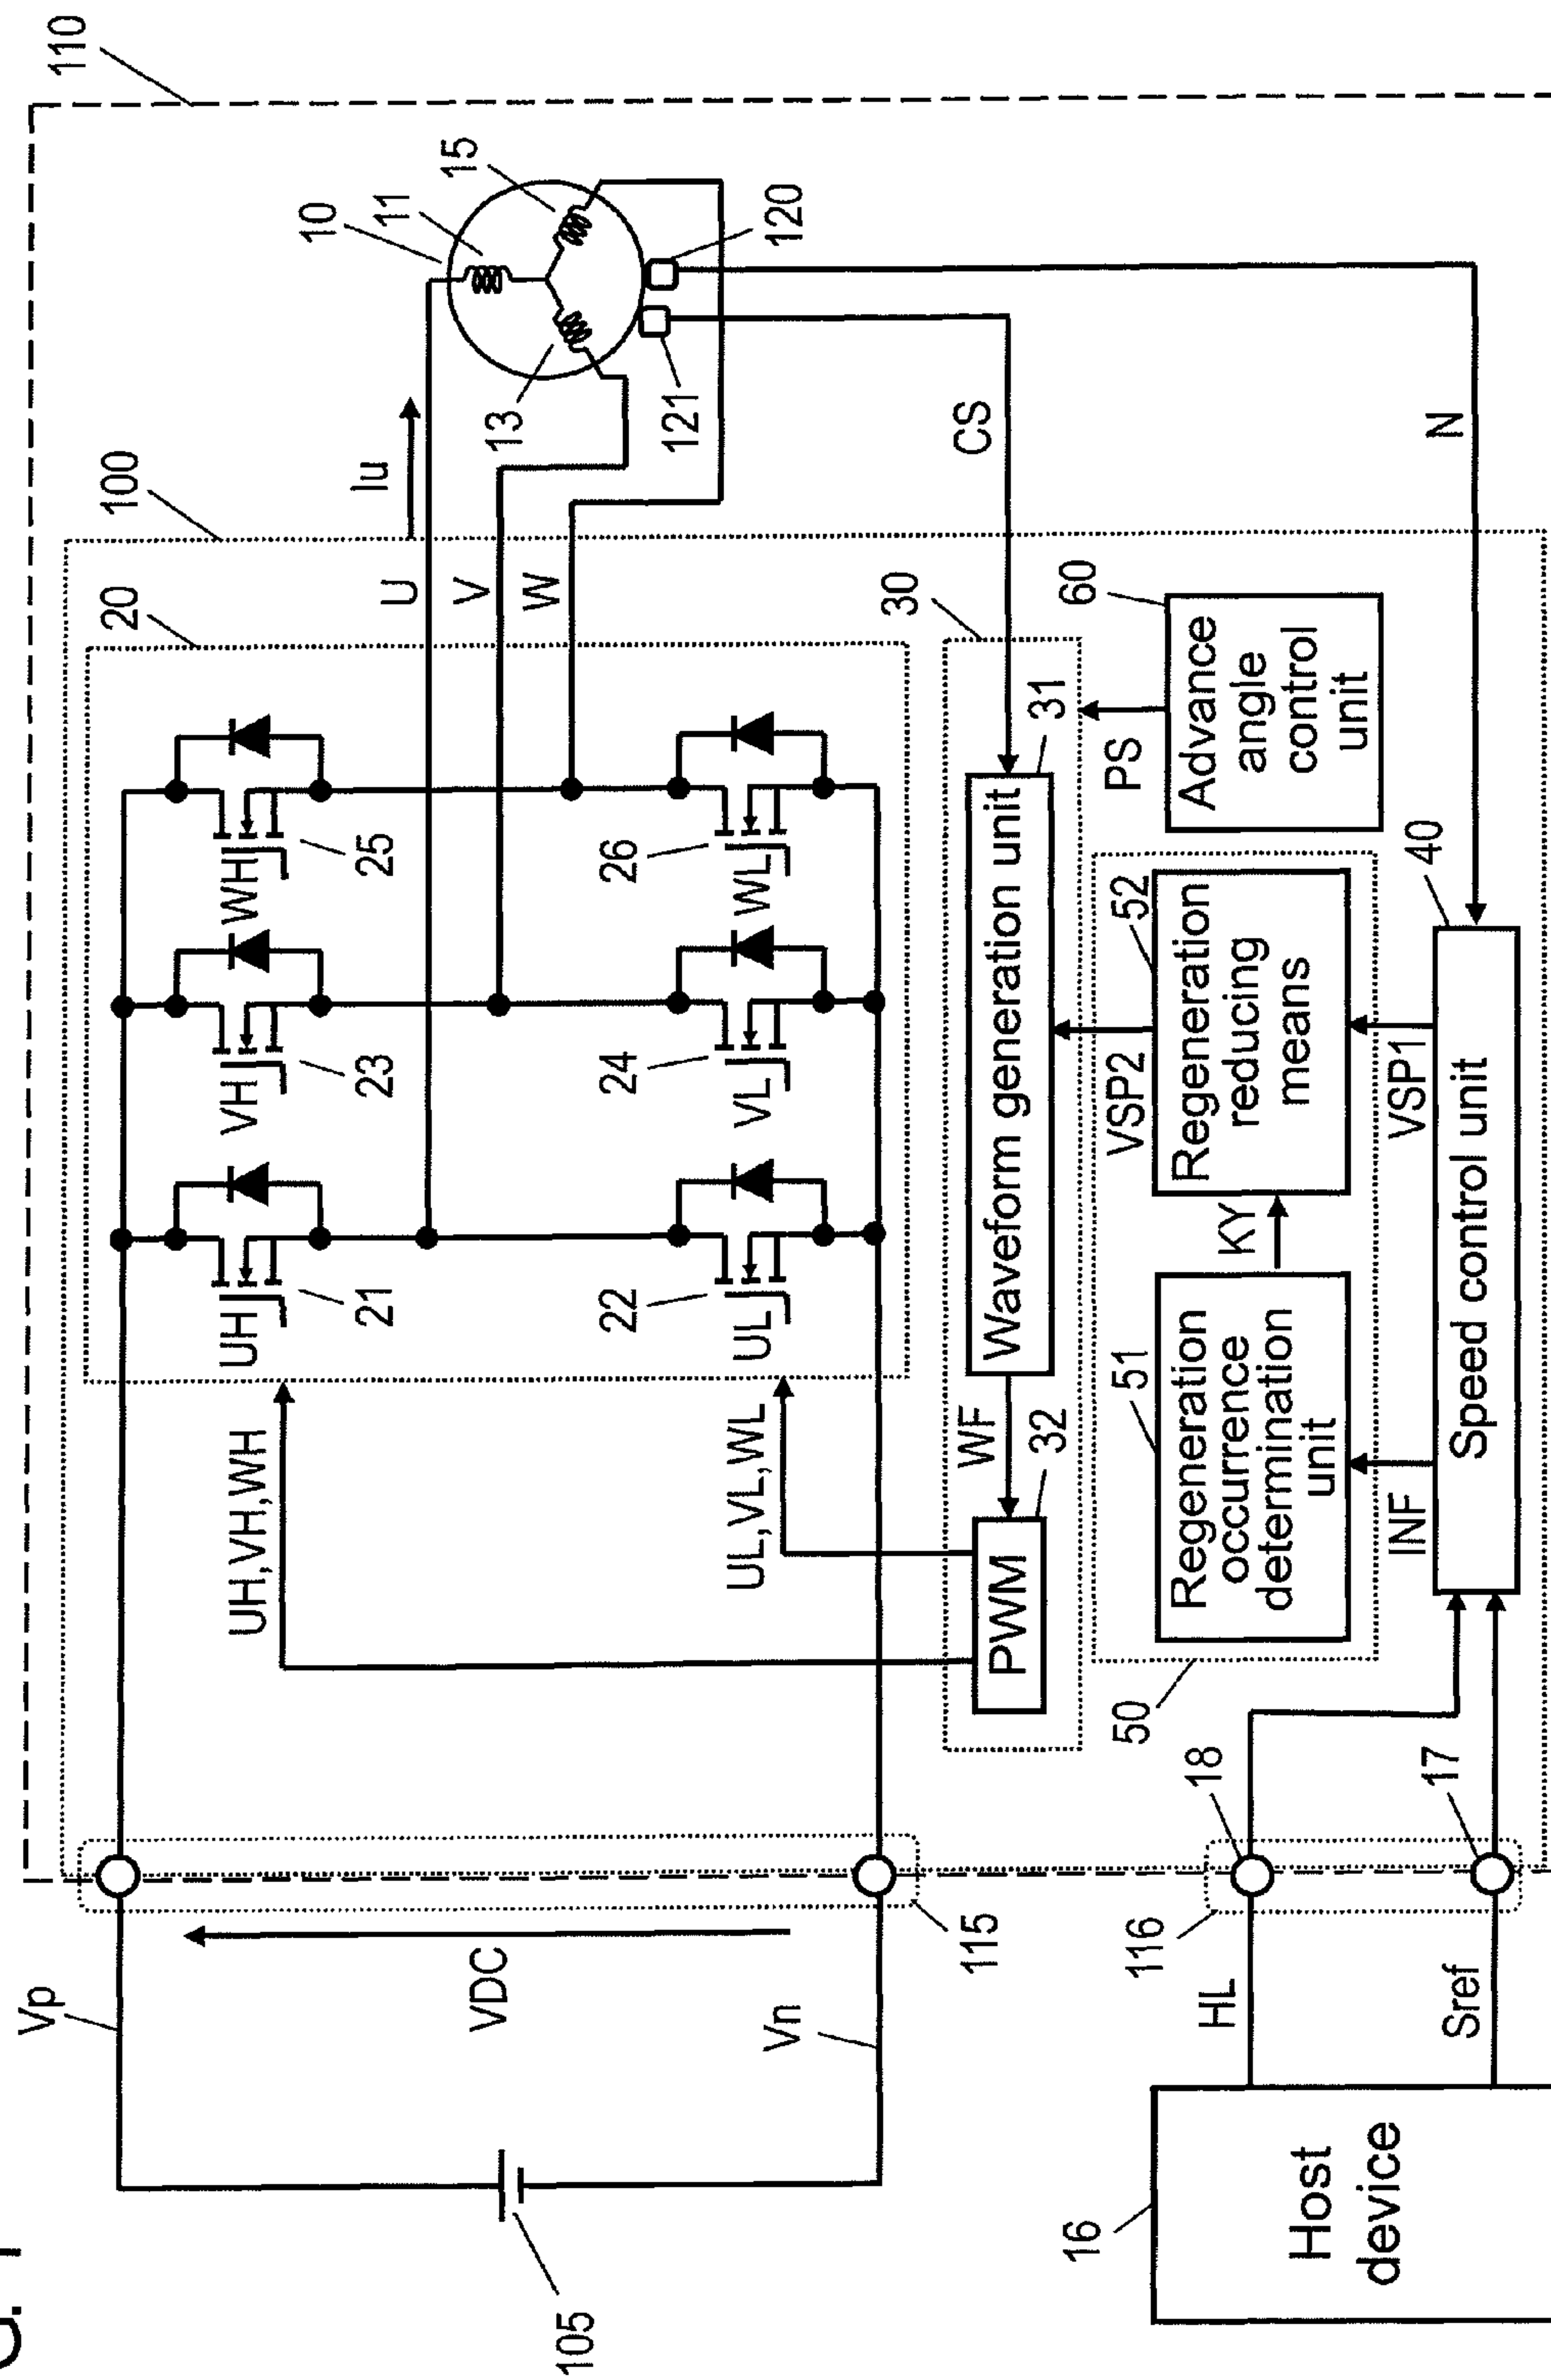 110
Vp
VDC
Vn
105
115
100
20
UH,VH,WH
UL,VL,WL
UH
21
VH
23
WH
25
UL
22
VL
24
WL
26
U
V
W
Iu
10
11
13
15
120
121
CS
N
30
PWM
32
WF
Waveform generation unit
31
50
Regeneration
occurrence
determination
unit
51
KY
Regeneration
reducing
means
52
VSP2
PS
Advance
angle
control
unit
60
INF
VSP1
Speed control unit
40
16
Host
device
HL
Sref
116
18
17